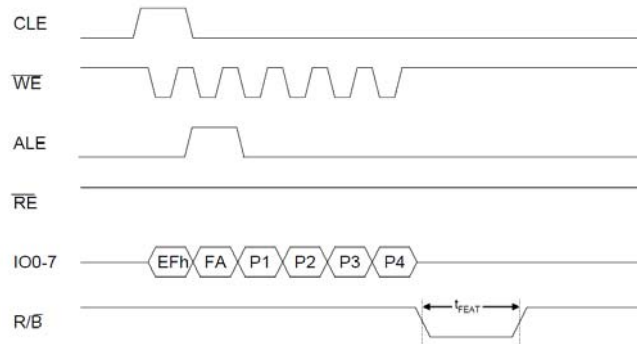 CLE
WE
ALE
RE
IO0-7 EFh FA P1 P2 P3 P4
R/B tFEAT